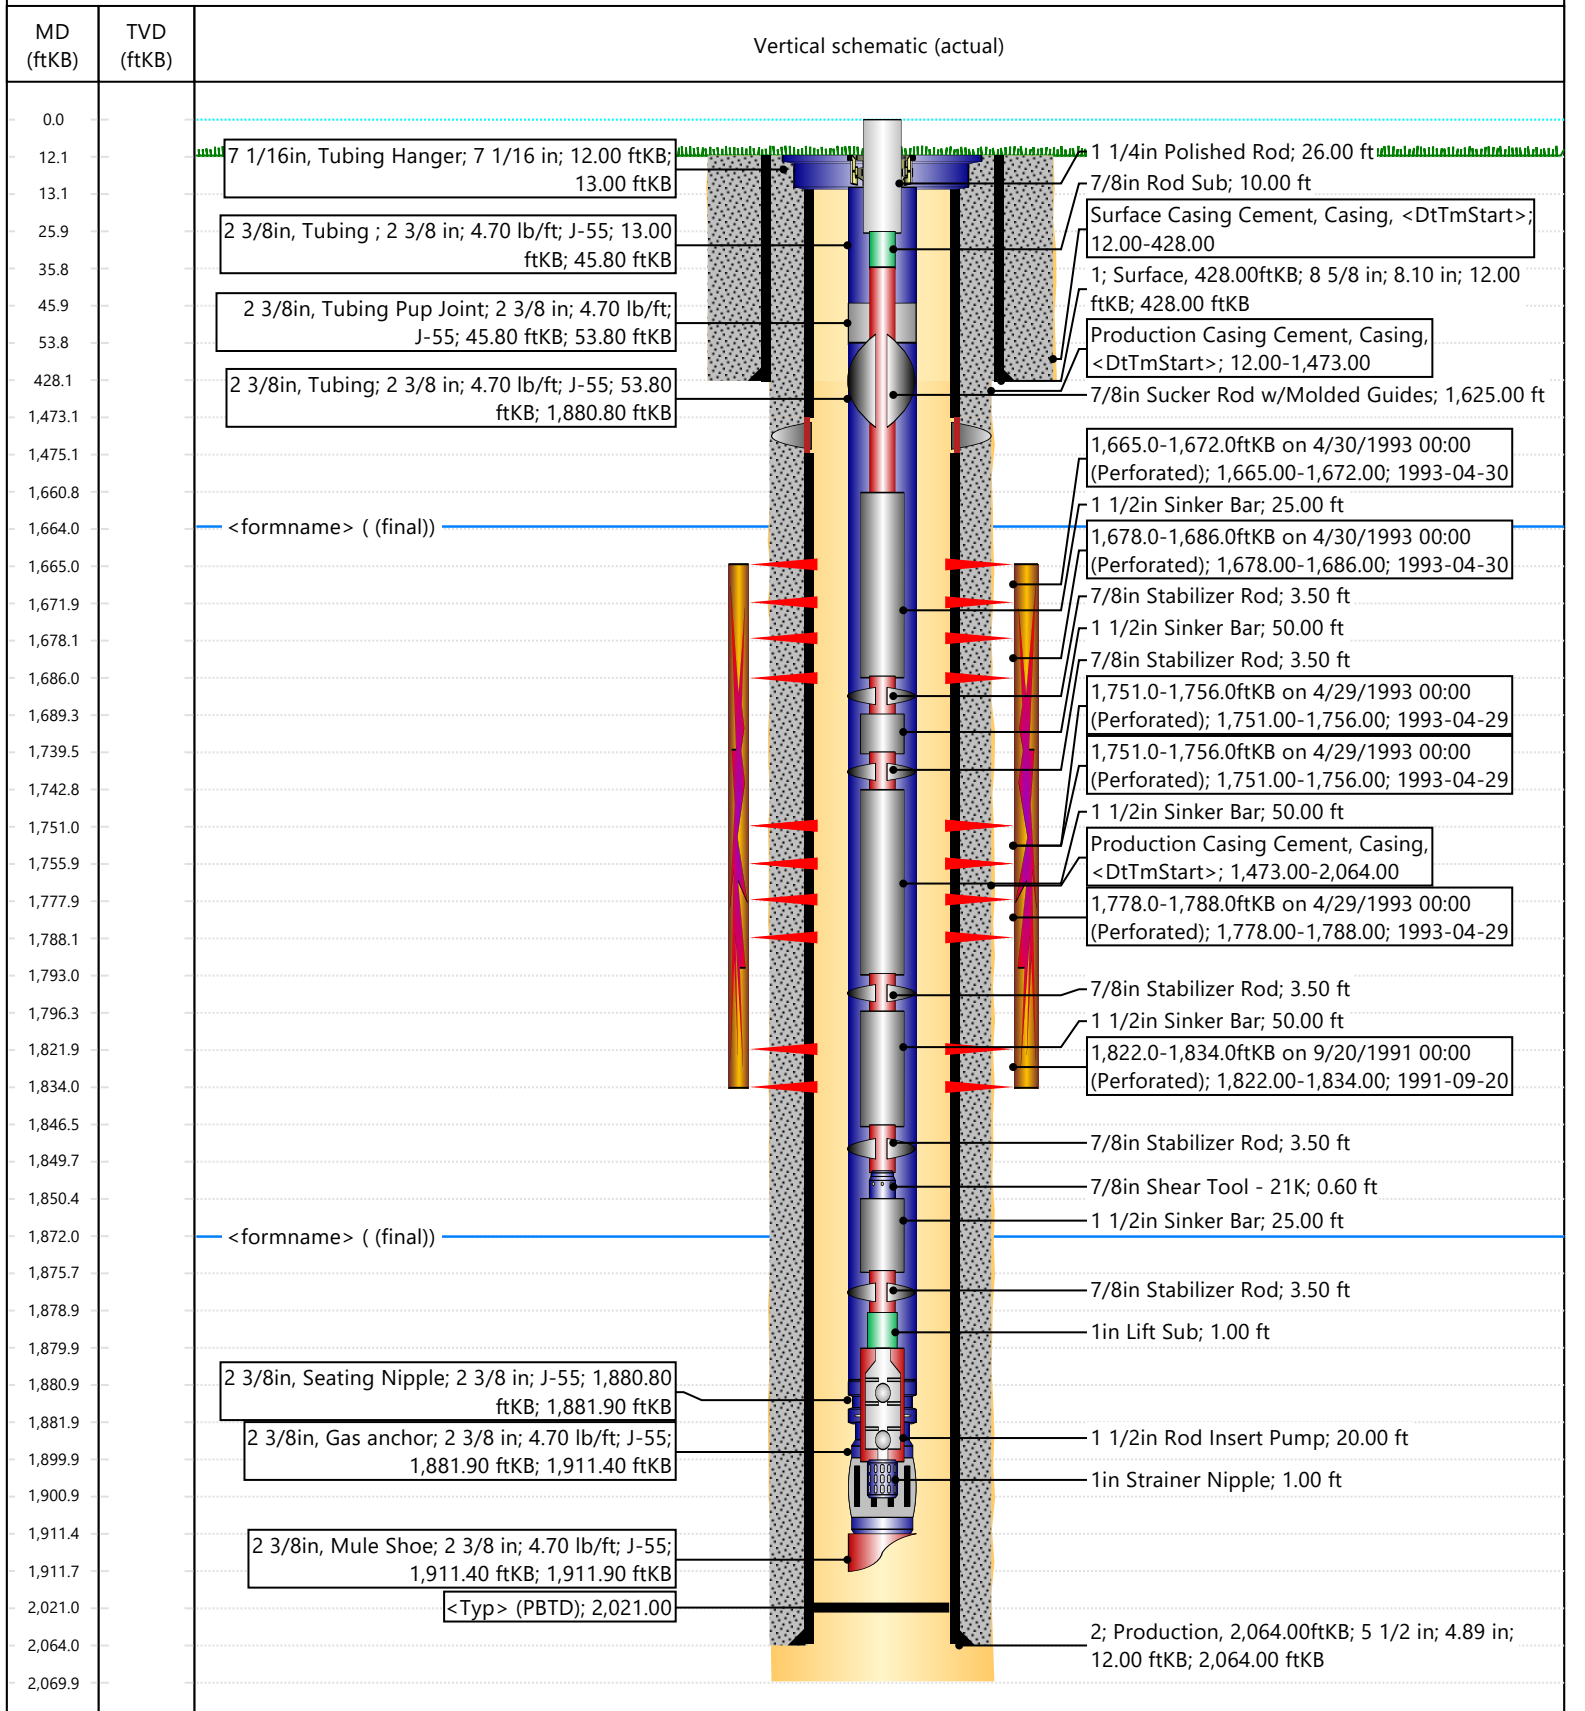 MD
(ftKB)
TVD
(ftKB)
Vertical schematic (actual)
0.0
12.1
13.1
25.9
35.8
45.9
53.8
428.1
1,473.1
1,475.1
1,660.8
1,664.0
1,665.0
1,671.9
1,678.1
1,686.0
1,689.3
1,739.5
1,742.8
1,751.0
1,755.9
1,777.9
1,788.1
1,793.0
1,796.3
1,821.9
1,834.0
1,846.5
1,849.7
1,850.4
1,872.0
1,875.7
1,878.9
1,879.9
1,880.9
1,881.9
1,899.9
1,900.9
1,911.4
1,911.7
2,021.0
2,064.0
2,069.9
7 1/16in, Tubing Hanger; 7 1/16 in; 12.00 ftKB;
13.00 ftKB
2 3/8in, Tubing ; 2 3/8 in; 4.70 lb/ft; J-55; 13.00
ftKB; 45.80 ftKB
2 3/8in, Tubing Pup Joint; 2 3/8 in; 4.70 lb/ft;
J-55; 45.80 ftKB; 53.80 ftKB
2 3/8in, Tubing; 2 3/8 in; 4.70 lb/ft; J-55; 53.80
ftKB; 1,880.80 ftKB
<formname> ( (final))
<formname> ( (final))
2 3/8in, Seating Nipple; 2 3/8 in; J-55; 1,880.80
ftKB; 1,881.90 ftKB
2 3/8in, Gas anchor; 2 3/8 in; 4.70 lb/ft; J-55;
1,881.90 ftKB; 1,911.40 ftKB
2 3/8in, Mule Shoe; 2 3/8 in; 4.70 lb/ft; J-55;
1,911.40 ftKB; 1,911.90 ftKB
<Typ> (PBTD); 2,021.00
1 1/4in Polished Rod; 26.00 ft
7/8in Rod Sub; 10.00 ft
Surface Casing Cement, Casing, <DtTmStart>;
12.00-428.00
1; Surface, 428.00ftKB; 8 5/8 in; 8.10 in; 12.00
ftKB; 428.00 ftKB
Production Casing Cement, Casing,
<DtTmStart>; 12.00-1,473.00
7/8in Sucker Rod w/Molded Guides; 1,625.00 ft
1,665.0-1,672.0ftKB on 4/30/1993 00:00
(Perforated); 1,665.00-1,672.00; 1993-04-30
1 1/2in Sinker Bar; 25.00 ft
1,678.0-1,686.0ftKB on 4/30/1993 00:00
(Perforated); 1,678.00-1,686.00; 1993-04-30
7/8in Stabilizer Rod; 3.50 ft
1 1/2in Sinker Bar; 50.00 ft
7/8in Stabilizer Rod; 3.50 ft
1,751.0-1,756.0ftKB on 4/29/1993 00:00
(Perforated); 1,751.00-1,756.00; 1993-04-29
1,751.0-1,756.0ftKB on 4/29/1993 00:00
(Perforated); 1,751.00-1,756.00; 1993-04-29
1 1/2in Sinker Bar; 50.00 ft
Production Casing Cement, Casing,
<DtTmStart>; 1,473.00-2,064.00
1,778.0-1,788.0ftKB on 4/29/1993 00:00
(Perforated); 1,778.00-1,788.00; 1993-04-29
7/8in Stabilizer Rod; 3.50 ft
1 1/2in Sinker Bar; 50.00 ft
1,822.0-1,834.0ftKB on 9/20/1991 00:00
(Perforated); 1,822.00-1,834.00; 1991-09-20
7/8in Stabilizer Rod; 3.50 ft
7/8in Shear Tool - 21K; 0.60 ft
1 1/2in Sinker Bar; 25.00 ft
7/8in Stabilizer Rod; 3.50 ft
1in Lift Sub; 1.00 ft
1 1/2in Rod Insert Pump; 20.00 ft
1in Strainer Nipple; 1.00 ft
2; Production, 2,064.00ftKB; 5 1/2 in; 4.89 in;
12.00 ftKB; 2,064.00 ftKB